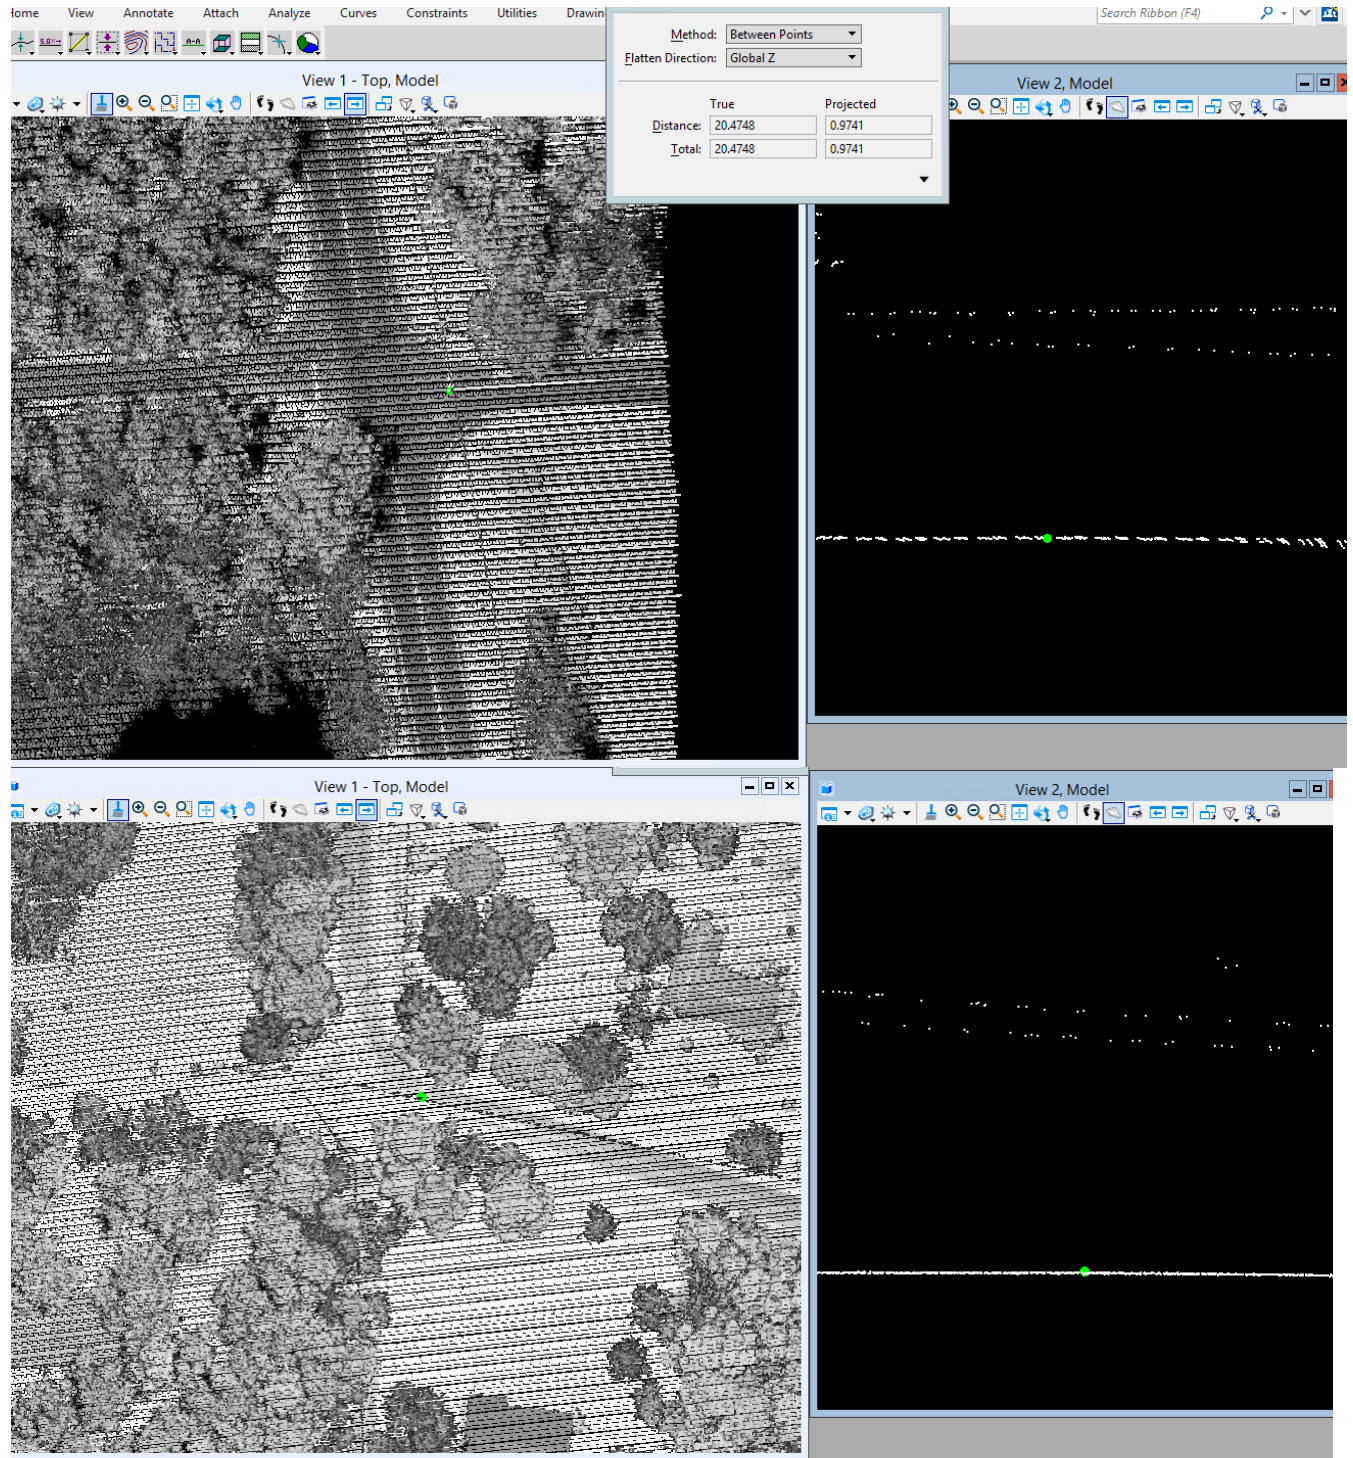 Home View Annotate Attach Analyze Curves Constraints Utilities Drawin
Search Ribbon (F4)
Method: Between Points
Flatten Direction: Global Z
True Projected
Distance: 20.4748 0.9741
Total: 20.4748 0.9741
View 1 - Top, Model
View 2, Model
View 1 - Top, Model
View 2, Model